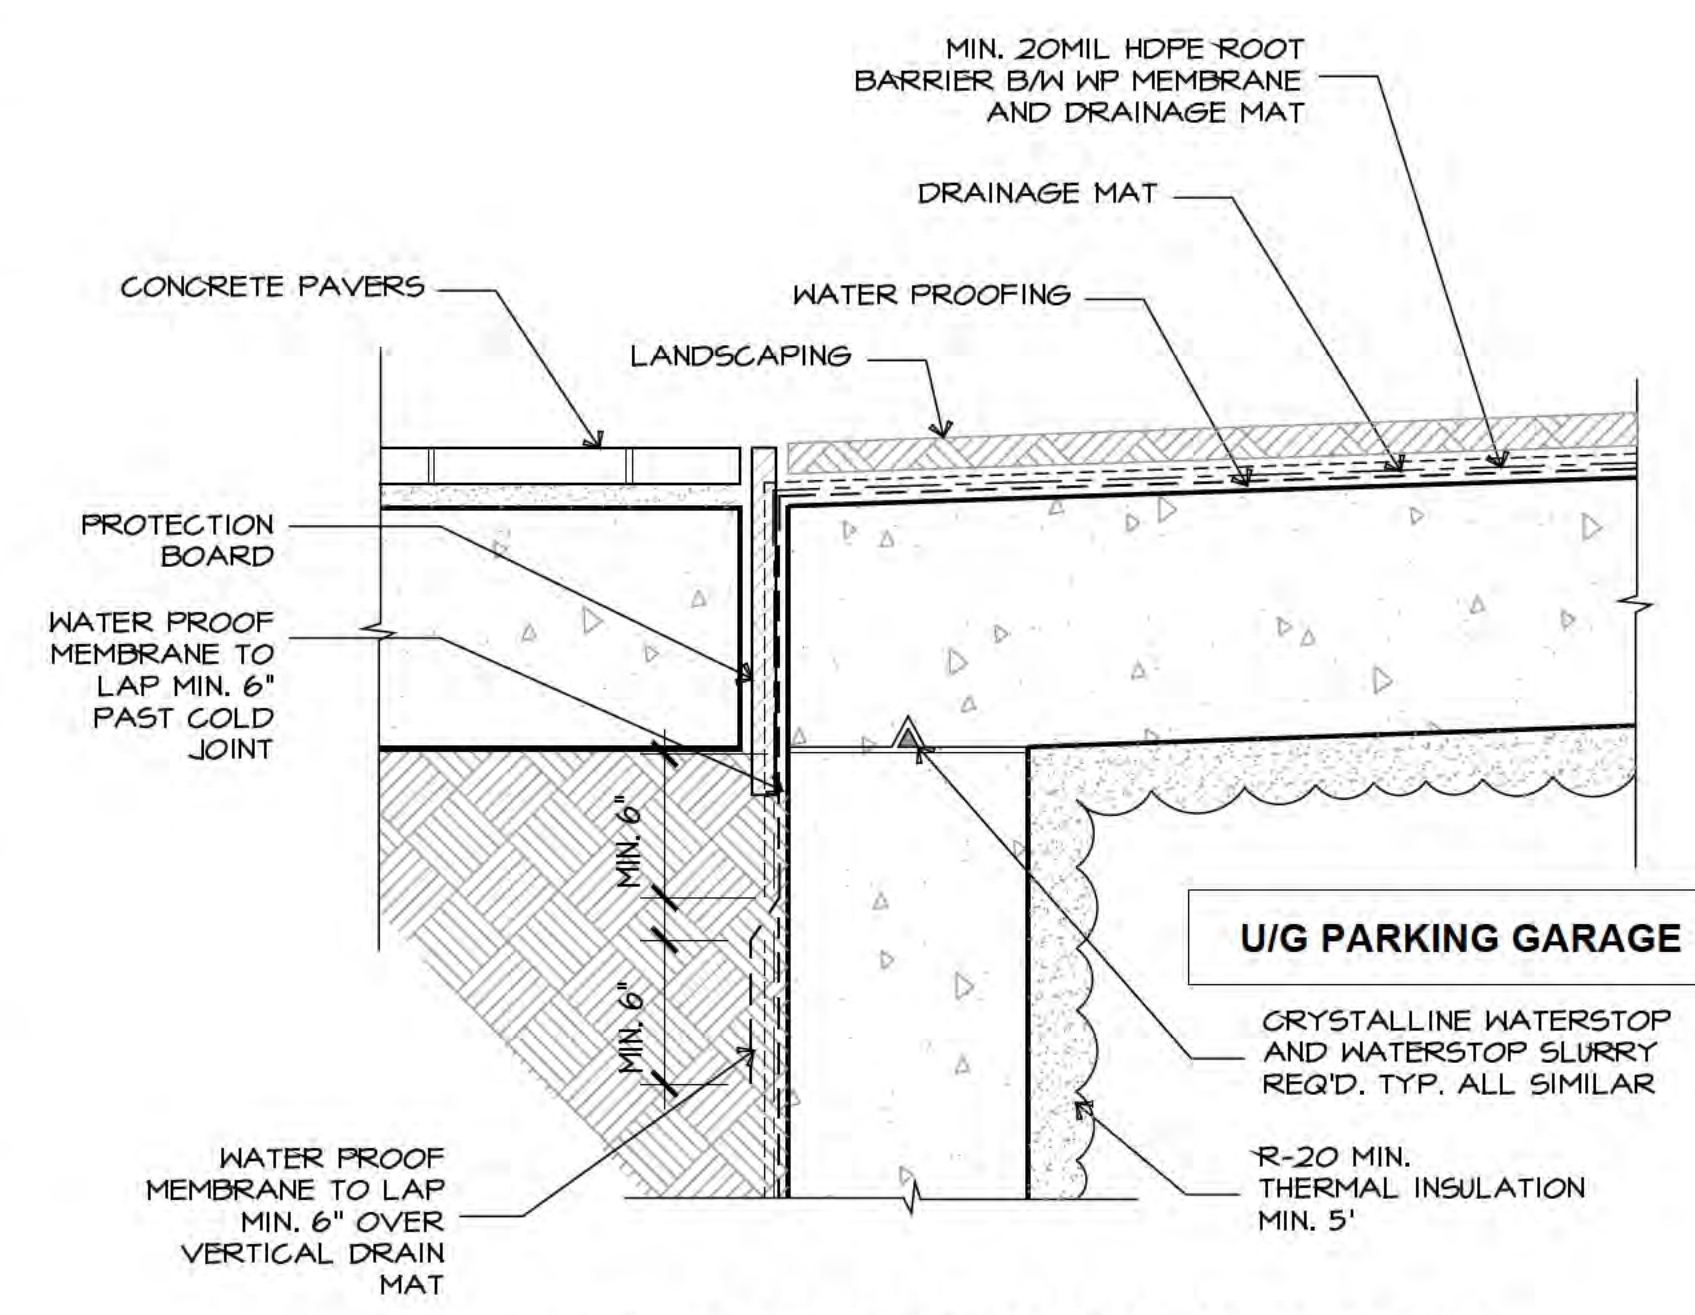 MIN. 20MIL HDPE ROOT
BARRIER B/W WP MEMBRANE
AND DRAINAGE MAT
DRAINAGE MAT
CONCRETE PAVERS
WATER PROOFING
LANDSCAPING
PROTECTION
BOARD
WATER PROOF
MEMBRANE TO
LAP MIN. 6"
PAST COLD
JOINT
MIN. 6"
MIN. 6"
U/G PARKING GARAGE
CRYSTALLINE WATERSTOP
AND WATERSTOP SLURRY
REQ'D. TYP. ALL SIMILAR
WATER PROOF
MEMBRANE TO LAP
MIN. 6" OVER
VERTICAL DRAIN
MAT
R-20 MIN.
THERMAL INSULATION
MIN. 5'